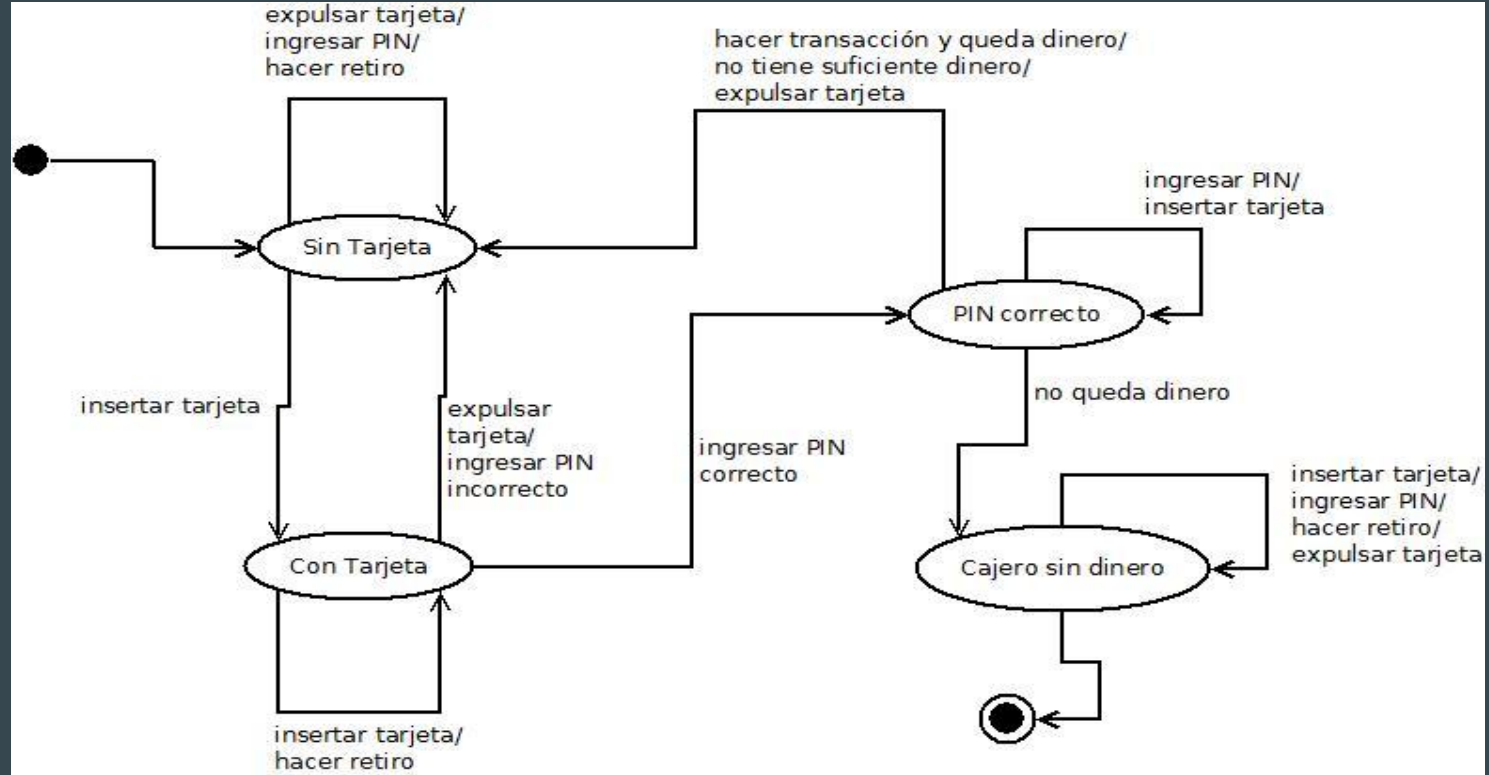 expulsar tarjeta/
ingresar PIN/
hacer retiro
hacer transacción y queda dinero/
no tiene suficiente dinero/
expulsar tarjeta
ingresar PIN/
insertar tarjeta
Sin Tarjeta
PIN correcto
insertar tarjeta
expulsar
tarjeta/
ingresar PIN
incorrecto
ingresar PIN
correcto
no queda dinero
insertar tarjeta/
ingresar PIN/
hacer retiro/
expulsar tarjeta
Con Tarjeta
Cajero sin dinero
insertar tarjeta/
hacer retiro